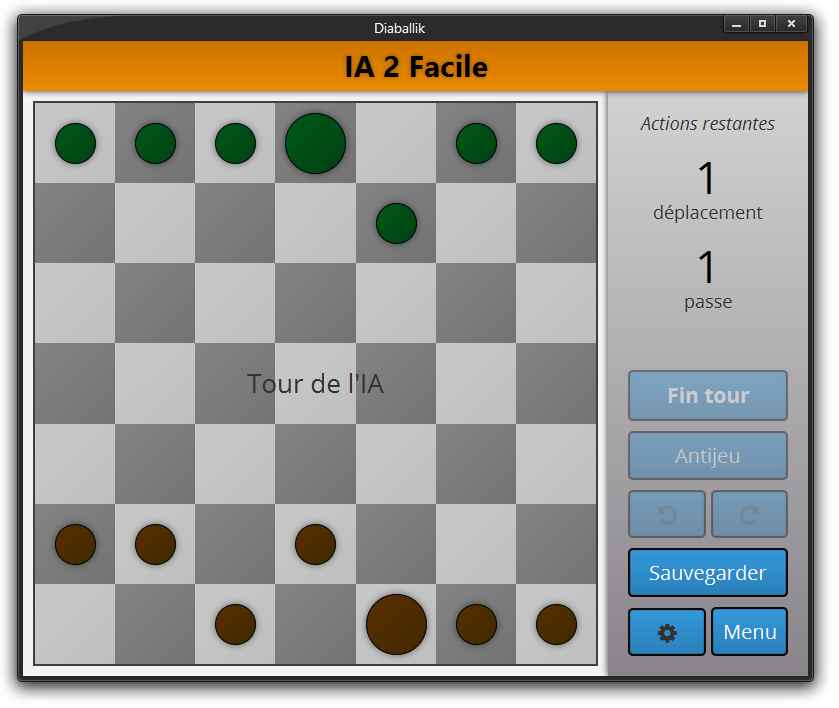 Diaballik
IA 2 Facile
Actions restantes
1
déplacement
1
passe
Tour de l'IA
Fin tour
Antijeu
Sauvegarder
Menu